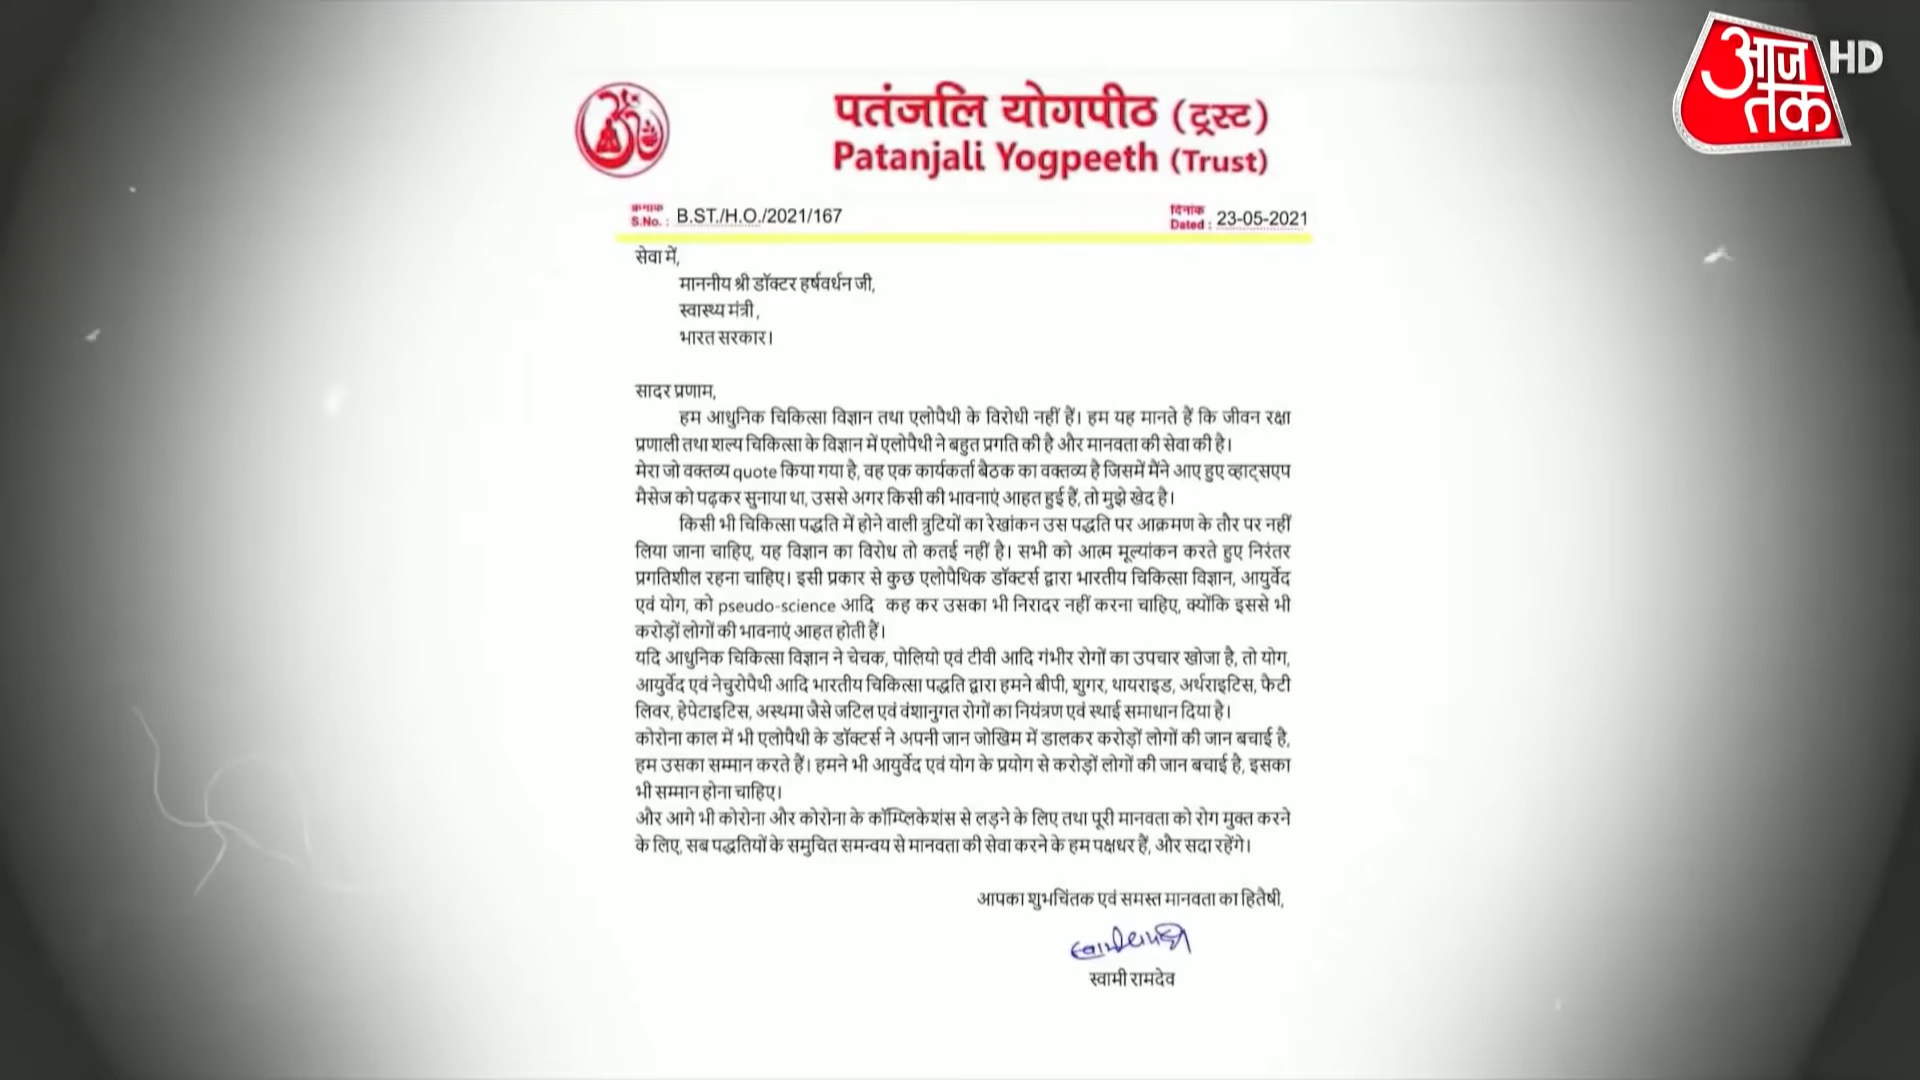 आज तक HD
पतंजलि योगपीठ (ट्रस्ट)
Patanjali Yogpeeth (Trust)
क्रमांक
S.No. : B.ST./H.O./2021/167
दिनांक
Dated : 23-05-2021
सेवा में,
माननीय श्री डॉक्टर हर्षवर्धन जी,
स्वास्थ्य मंत्री,
भारत सरकार।
सादर प्रणाम,
हम आधुनिक चिकित्सा विज्ञान तथा एलोपैथी के विरोधी नहीं हैं। हम यह मानते हैं कि जीवन रक्षा
प्रणाली तथा शल्य चिकित्सा के विज्ञान में एलोपैथी ने बहुत प्रगति की है और मानवता की सेवा की है।
मेरा जो वक्तव्य quote किया गया है, वह एक कार्यकर्ता बैठक का वक्तव्य है जिसमें मैंने आए हुए व्हाट्सएप
मैसेज को पढ़कर सुनाया था, उससे अगर किसी की भावनाएं आहत हुई हैं, तो मुझे खेद है।
किसी भी चिकित्सा पद्धति में होने वाली त्रुटियों का रेखांकन उस पद्धति पर आक्रमण के तौर पर नहीं
लिया जाना चाहिए, यह विज्ञान का विरोध तो कतई नहीं है। सभी को आत्म मूल्यांकन करते हुए निरंतर
प्रगतिशील रहना चाहिए। इसी प्रकार से कुछ एलोपैथिक डॉक्टर्स द्वारा भारतीय चिकित्सा विज्ञान, आयुर्वेद
एवं योग, को pseudo-science आदि कह कर उसका भी निरादर नहीं करना चाहिए, क्योंकि इससे भी
करोड़ों लोगों की भावनाएं आहत होती हैं।
यदि आधुनिक चिकित्सा विज्ञान ने चेचक, पोलियो एवं टीवी आदि गंभीर रोगों का उपचार खोजा है, तो योग,
आयुर्वेद एवं नेचुरोपैथी आदि भारतीय चिकित्सा पद्धति द्वारा हमने बीपी, शुगर, थायराइड, अर्थराइटिस, फैटी
लिवर, हेपेटाइटिस, अस्थमा जैसे जटिल एवं वंशानुगत रोगों का नियंत्रण एवं स्थाई समाधान दिया है।
कोरोना काल में भी एलोपैथी के डॉक्टर्स ने अपनी जान जोखिम में डालकर करोड़ों लोगों की जान बचाई है,
हम उसका सम्मान करते हैं। हमने भी आयुर्वेद एवं योग के प्रयोग से करोड़ों लोगों की जान बचाई है, इसका
भी सम्मान होना चाहिए।
और आगे भी कोरोना और कोरोना के कॉम्प्लिकेशंस से लड़ने के लिए तथा पूरी मानवता को रोग मुक्त करने
के लिए, सब पद्धतियों के समुचित समन्वय से मानवता की सेवा करने के हम पक्षधर हैं, और सदा रहेंगे।
आपका शुभचिंतक एवं समस्त मानवता का हितैषी,
स्वामी रामदेव